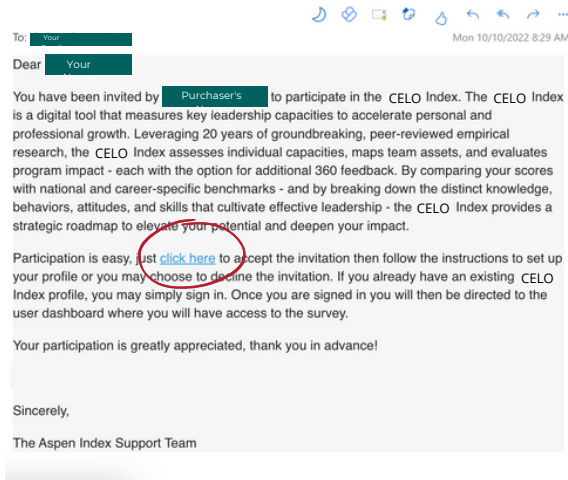 To: Your
Mon 10/10/2022 8:29 AM
Dear Your
You have been invited by Purchaser's to participate in the CELO Index. The CELO Index
is a digital tool that measures key leadership capacities to accelerate personal and
professional growth. Leveraging 20 years of groundbreaking, peer-reviewed empirical
research, the CELO Index assesses individual capacities, maps team assets, and evaluates
program impact - each with the option for additional 360 feedback. By comparing your scores
with national and career-specific benchmarks - and by breaking down the distinct knowledge,
behaviors, attitudes, and skills that cultivate effective leadership - the CELO Index provides a
strategic roadmap to elevate your potential and deepen your impact.
Participation is easy, just click here to accept the invitation then follow the instructions to set up
your profile or you may choose to decline the invitation. If you already have an existing CELO
Index profile, you may simply sign in. Once you are signed in you will then be directed to the
user dashboard where you will have access to the survey.
Your participation is greatly appreciated, thank you in advance!
Sincerely,
The Aspen Index Support Team